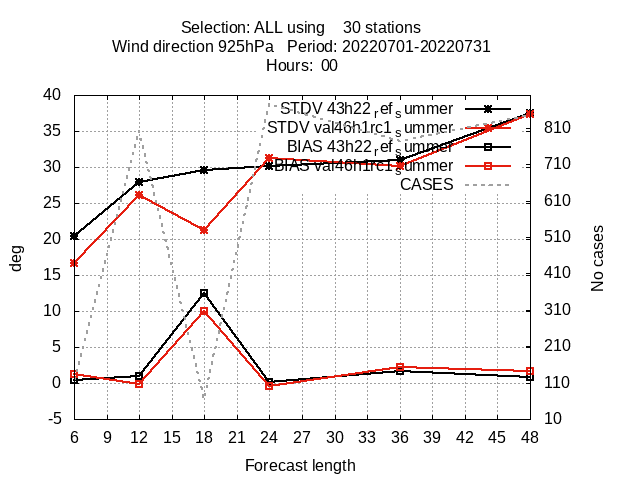 Selection: ALL using    30 stations
Wind direction 925hPa   Period: 20220701-20220731
Hours:  00
40
35
30
25
20
15
10
5
0
-5
deg
STDV 43h22_ref_summer
STDV val46h1rc1_summer
BIAS 43h22_ref_summer
BIAS val46h1rc1_summer
CASES
810
710
610
510
410
310
210
110
10
No cases
6 9 12 15 18 21 24 27 30 33 36 39 42 45 48
Forecast length